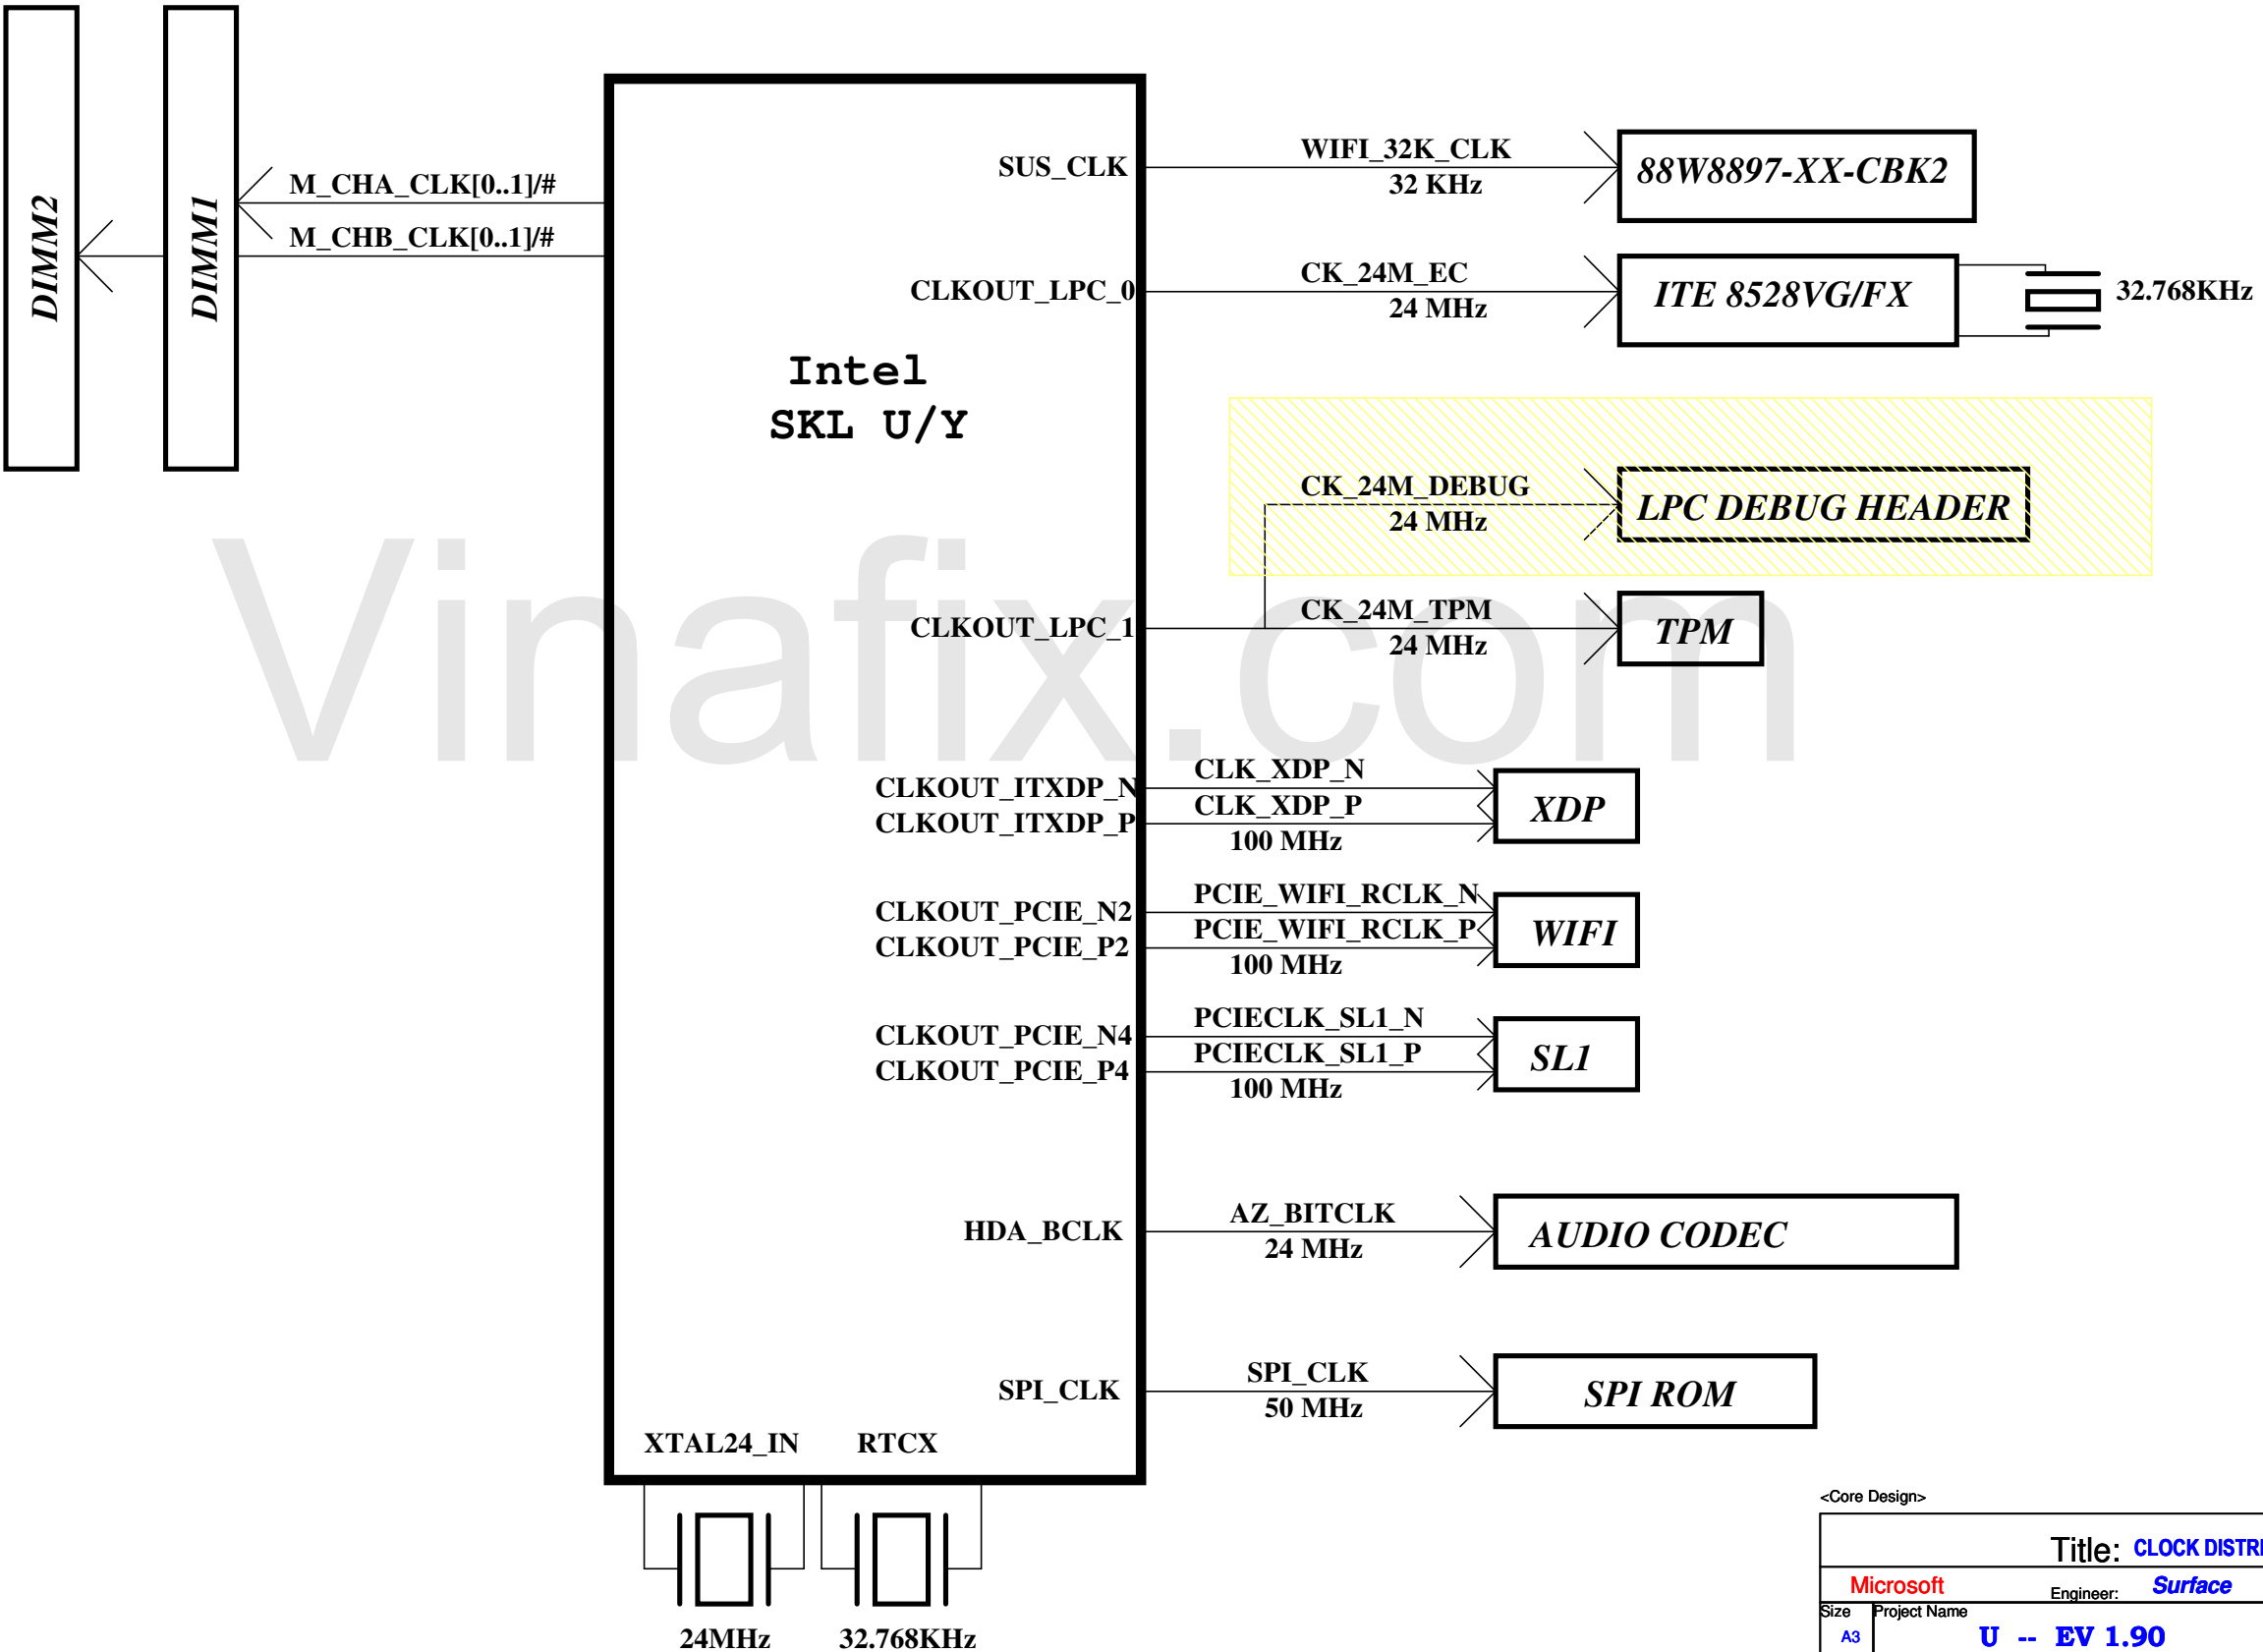 DIMM2
DIMM1
M_CHA_CLK[0..1]/#
M_CHB_CLK[0..1]/#
Intel
SKL U/Y
SUS_CLK
WIFI_32K_CLK
32 KHz
88W8897-XX-CBK2
CLKOUT_LPC_0
CK_24M_EC
24 MHz
ITE 8528VG/FX
32.768KHz
CK_24M_DEBUG
24 MHz
LPC DEBUG HEADER
CLKOUT_LPC_1
CK_24M_TPM
24 MHz
TPM
Vinafix.com
CLKOUT_ITXDP_N
CLKOUT_ITXDP_P
CLK_XDP_N
CLK_XDP_P
100 MHz
XDP
CLKOUT_PCIE_N2
CLKOUT_PCIE_P2
PCIE_WIFI_RCLK_N
PCIE_WIFI_RCLK_P
100 MHz
WIFI
CLKOUT_PCIE_N4
CLKOUT_PCIE_P4
PCIECLK_SL1_N
PCIECLK_SL1_P
100 MHz
SL1
HDA_BCLK
AZ_BITCLK
24 MHz
AUDIO CODEC
SPI_CLK
SPI_CLK
50 MHz
SPI ROM
XTAL24_IN
RTCX
24MHz
32.768KHz
<Core Design>
Title: CLOCK DISTRI
Microsoft
Engineer: Surface
Size
Project Name
A3
U -- EV 1.90